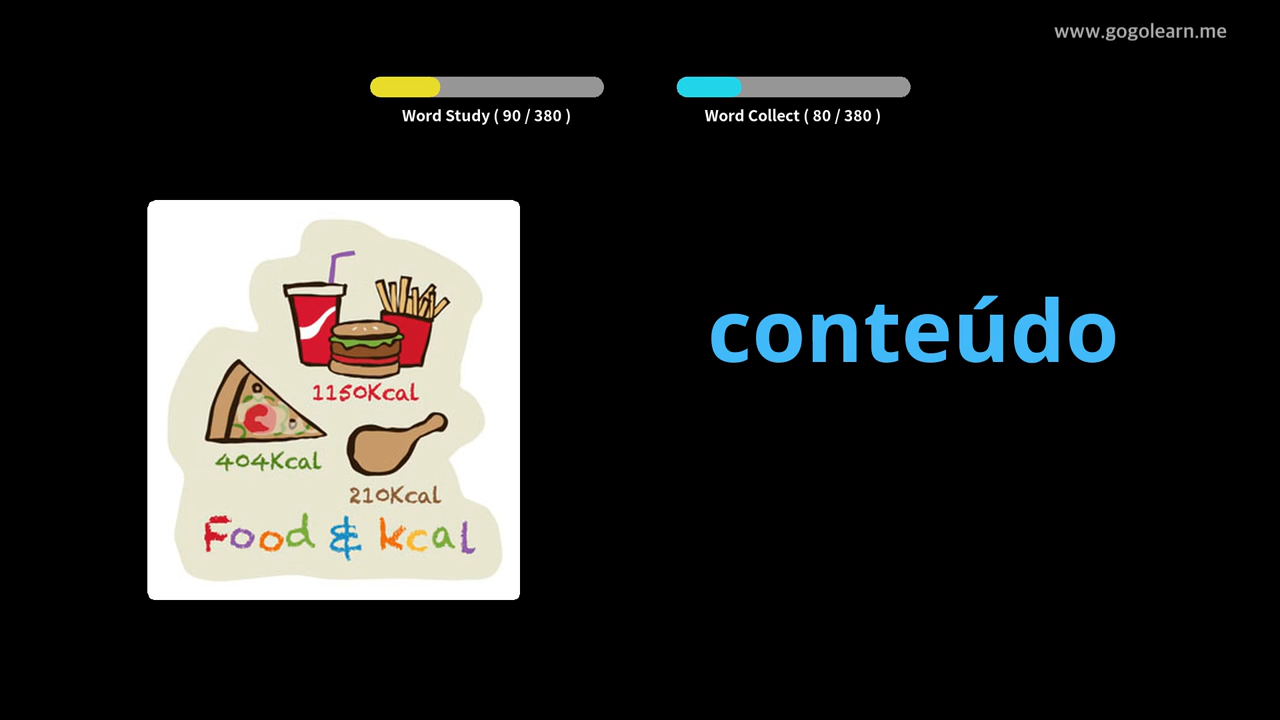 www.gogolearn.me
Word Study ( 90 / 380 )
Word Collect ( 80 / 380 )
1150Kcal
404Kcal
210Kcal
Food & kcal
conteúdo